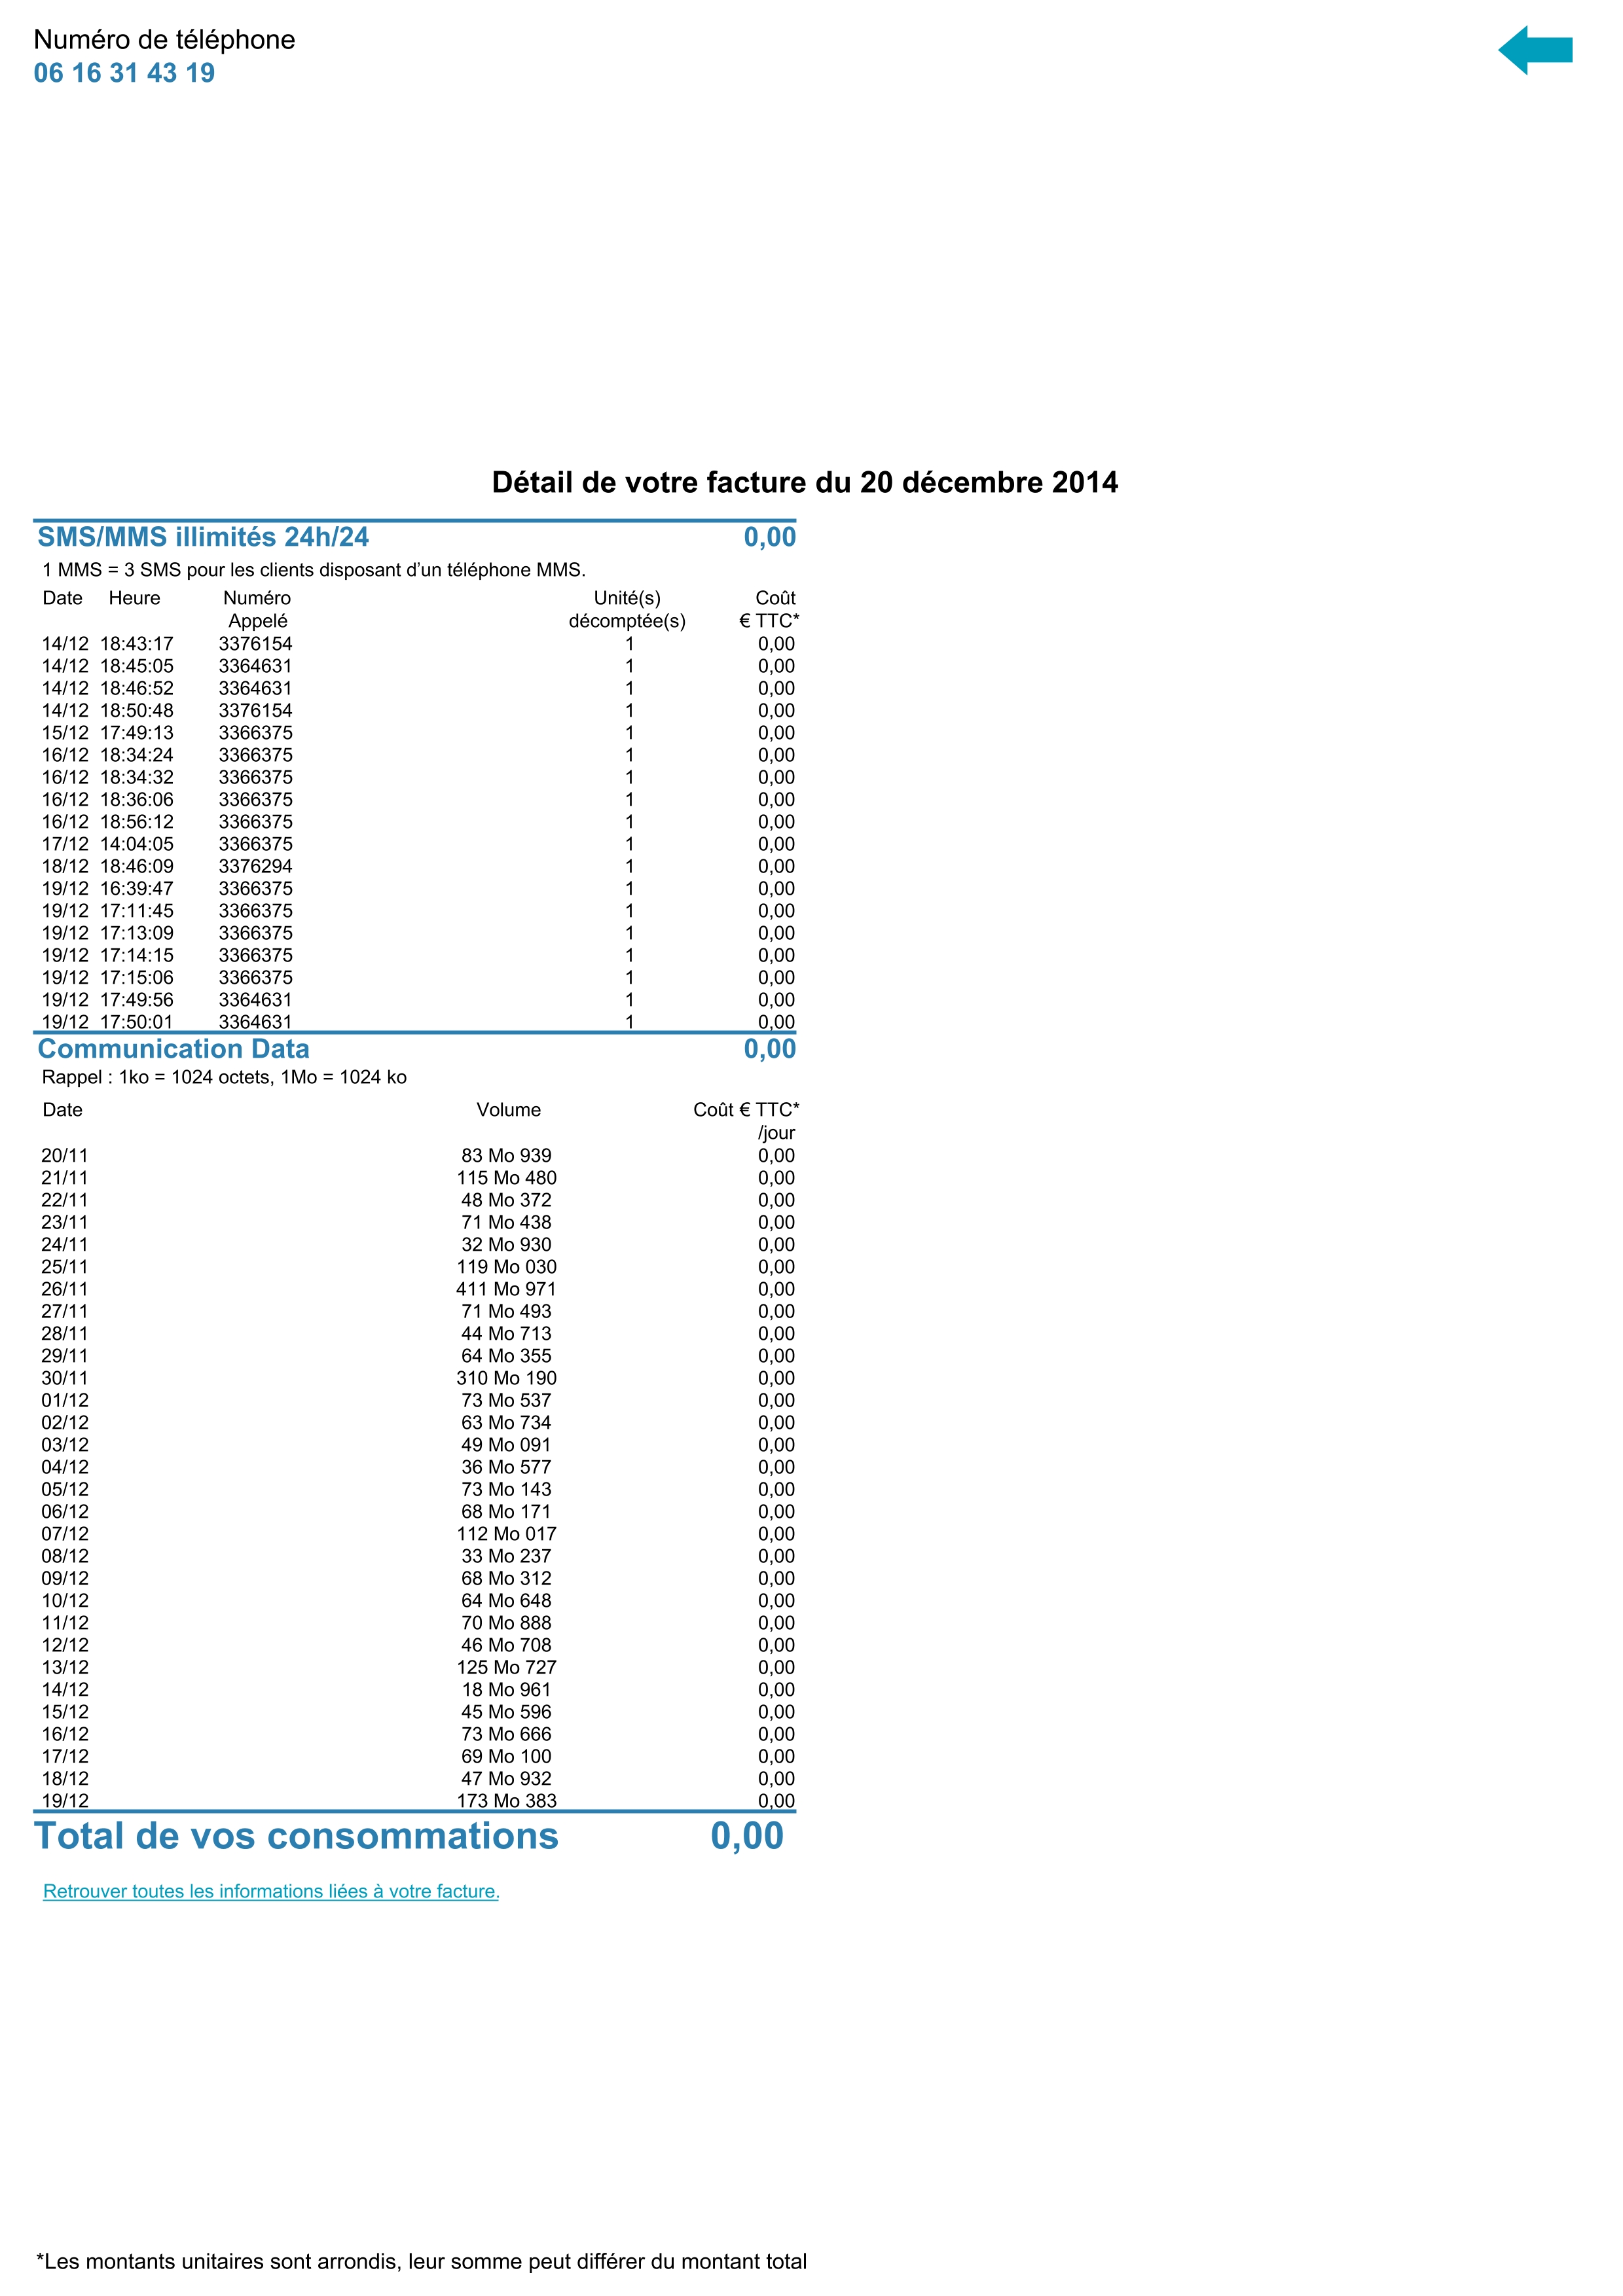 Numéro de téléphone
06 16 31 43 19
Détail de votre facture du 20 décembre 2014
SMS/MMS illimités 24h/24 0,00
1 MMS = 3 SMS pour les clients disposant d’un téléphone MMS.
Date Heure Numéro Unité(s) Coût
Appelé décomptée(s) € TTC*
14/12 18:43:17 3376154 1 0,00
14/12 18:45:05 3364631 1 0,00
14/12 18:46:52 3364631 1 0,00
14/12 18:50:48 3376154 1 0,00
15/12 17:49:13 3366375 1 0,00
16/12 18:34:24 3366375 1 0,00
16/12 18:34:32 3366375 1 0,00
16/12 18:36:06 3366375 1 0,00
16/12 18:56:12 3366375 1 0,00
17/12 14:04:05 3366375 1 0,00
18/12 18:46:09 3376294 1 0,00
19/12 16:39:47 3366375 1 0,00
19/12 17:11:45 3366375 1 0,00
19/12 17:13:09 3366375 1 0,00
19/12 17:14:15 3366375 1 0,00
19/12 17:15:06 3366375 1 0,00
19/12 17:49:56 3364631 1 0,00
19/12 17:50:01 3364631 1 0,00
Communication Data 0,00
Rappel : 1ko = 1024 octets, 1Mo = 1024 ko
Date Volume Coût € TTC*
/jour
20/11 83 Mo 939 0,00
21/11 115 Mo 480 0,00
22/11 48 Mo 372 0,00
23/11 71 Mo 438 0,00
24/11 32 Mo 930 0,00
25/11 119 Mo 030 0,00
26/11 411 Mo 971 0,00
27/11 71 Mo 493 0,00
28/11 44 Mo 713 0,00
29/11 64 Mo 355 0,00
30/11 310 Mo 190 0,00
01/12 73 Mo 537 0,00
02/12 63 Mo 734 0,00
03/12 49 Mo 091 0,00
04/12 36 Mo 577 0,00
05/12 73 Mo 143 0,00
06/12 68 Mo 171 0,00
07/12 112 Mo 017 0,00
08/12 33 Mo 237 0,00
09/12 68 Mo 312 0,00
10/12 64 Mo 648 0,00
11/12 70 Mo 888 0,00
12/12 46 Mo 708 0,00
13/12 125 Mo 727 0,00
14/12 18 Mo 961 0,00
15/12 45 Mo 596 0,00
16/12 73 Mo 666 0,00
17/12 69 Mo 100 0,00
18/12 47 Mo 932 0,00
19/12 173 Mo 383 0,00
Total de vos consommations 0,00
Retrouver toutes les informations liées à votre facture.
*Les montants unitaires sont arrondis, leur somme peut différer du montant total